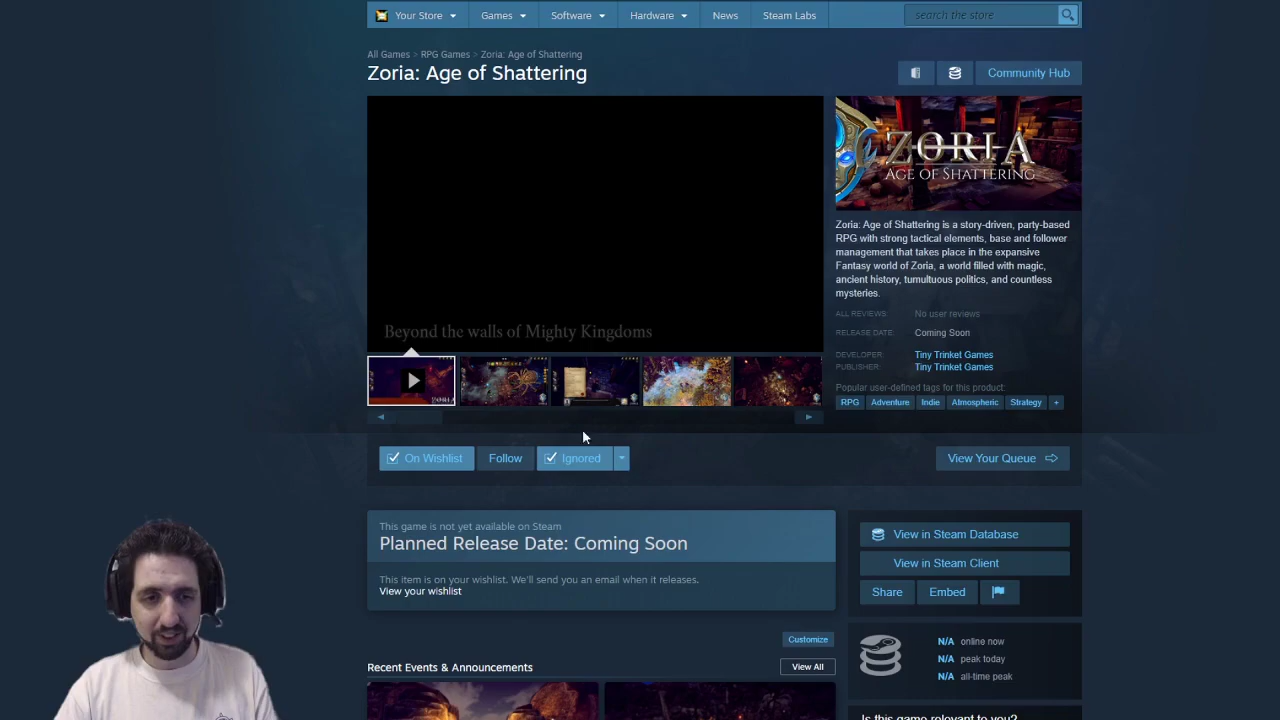 Your Store
Games
Software
Hardware
News
Steam Labs
search the store
All Games > RPG Games > Zoria: Age of Shattering
Zoria: Age of Shattering
Community Hub
Beyond the walls of Mighty Kingdoms
ZORIA
AGE OF SHATTERING
Zoria: Age of Shattering is a story-driven, party-based
RPG with strong tactical elements, base and follower
management that takes place in the expansive
Fantasy world of Zoria, a world filled with magic,
ancient history, tumultuous politics, and countless
mysteries.
ALL REVIEWS: No user reviews
RELEASE DATE: Coming Soon
DEVELOPER: Tiny Trinket Games
PUBLISHER: Tiny Trinket Games
Popular user-defined tags for this product:
RPG Adventure Indie Atmospheric Strategy +
On Wishlist
Follow
Ignored
View Your Queue
This game is not yet available on Steam
Planned Release Date: Coming Soon
This item is on your wishlist. We'll send you an email when it releases.
View your wishlist
View in Steam Database
View in Steam Client
Share
Embed
N/A online now
N/A peak today
N/A all-time peak
Customize
Recent Events & Announcements
View All
Is this game relevant to you?